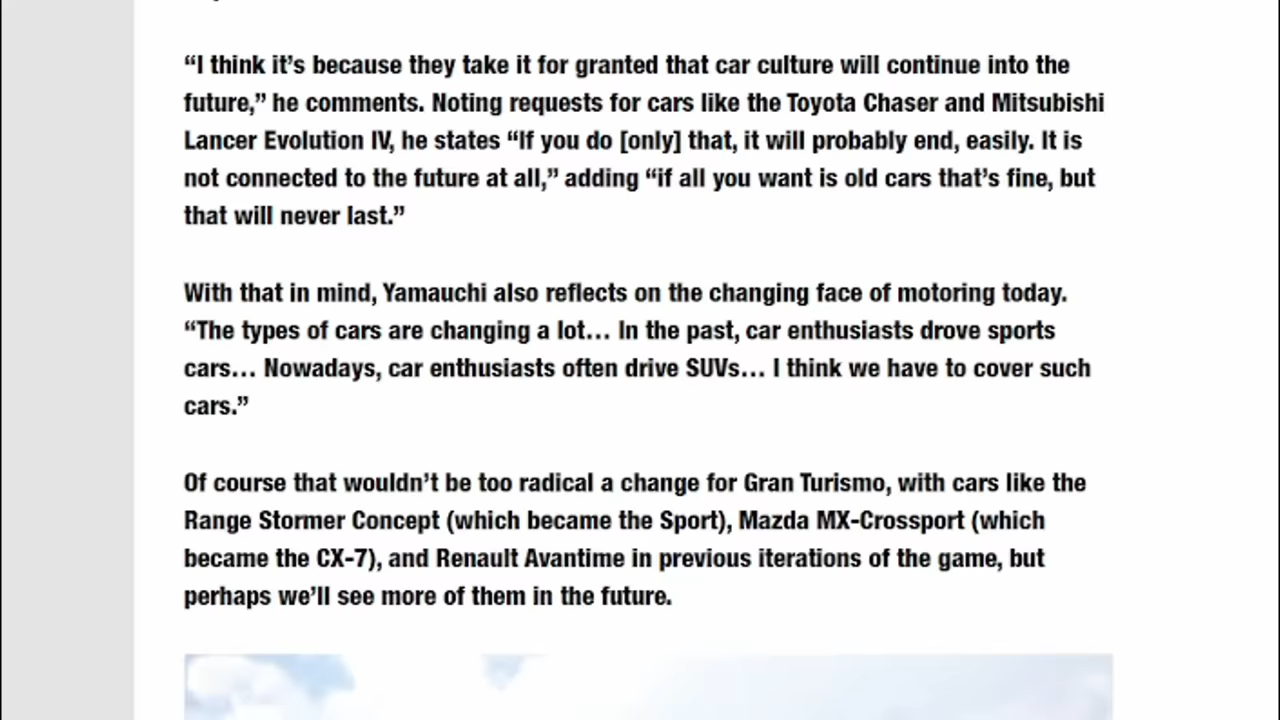 “I think it’s because they take it for granted that car culture will continue into the
future,” he comments. Noting requests for cars like the Toyota Chaser and Mitsubishi
Lancer Evolution IV, he states “If you do [only] that, it will probably end, easily. It is
not connected to the future at all,” adding “if all you want is old cars that’s fine, but
that will never last.”
With that in mind, Yamauchi also reflects on the changing face of motoring today.
“The types of cars are changing a lot… In the past, car enthusiasts drove sports
cars… Nowadays, car enthusiasts often drive SUVs… I think we have to cover such
cars.”
Of course that wouldn’t be too radical a change for Gran Turismo, with cars like the
Range Stormer Concept (which became the Sport), Mazda MX-Crossport (which
became the CX-7), and Renault Avantime in previous iterations of the game, but
perhaps we’ll see more of them in the future.